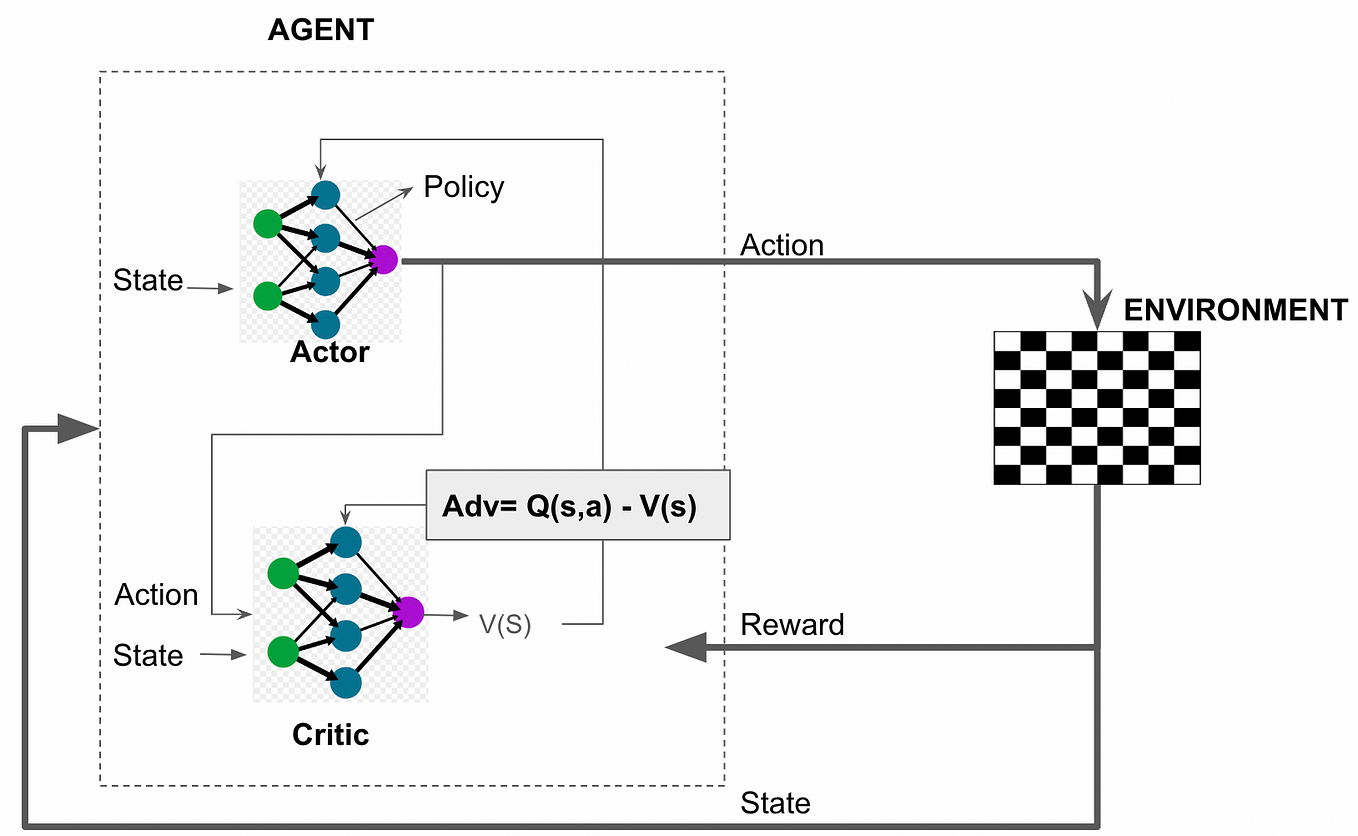 AGENT
Policy
Action
State
ENVIRONMENT
Actor
Adv= Q(s,a) - V(s)
Action
V(S)
Reward
State
Critic
State